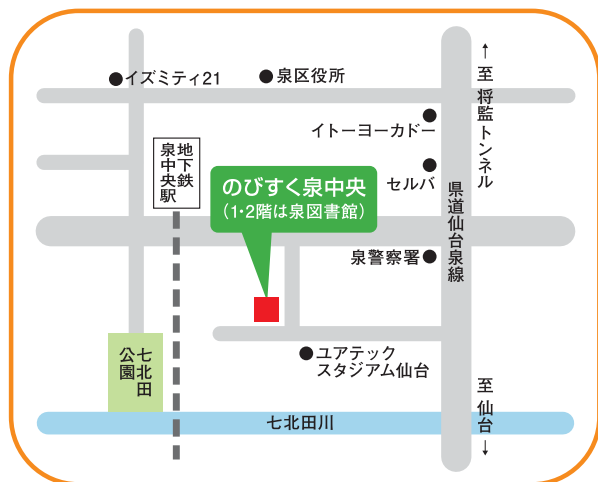 ●イズミティ21
●泉区役所
イトーヨーカドー
セルバ
↑至 将監トンネル
地下鉄
泉中央駅
のびすく泉中央
(1・2階は泉図書館)
県道仙台泉線
泉警察署●
●ユアテック
スタジアム仙台
七北田
公園
七北田川
至 仙台↓